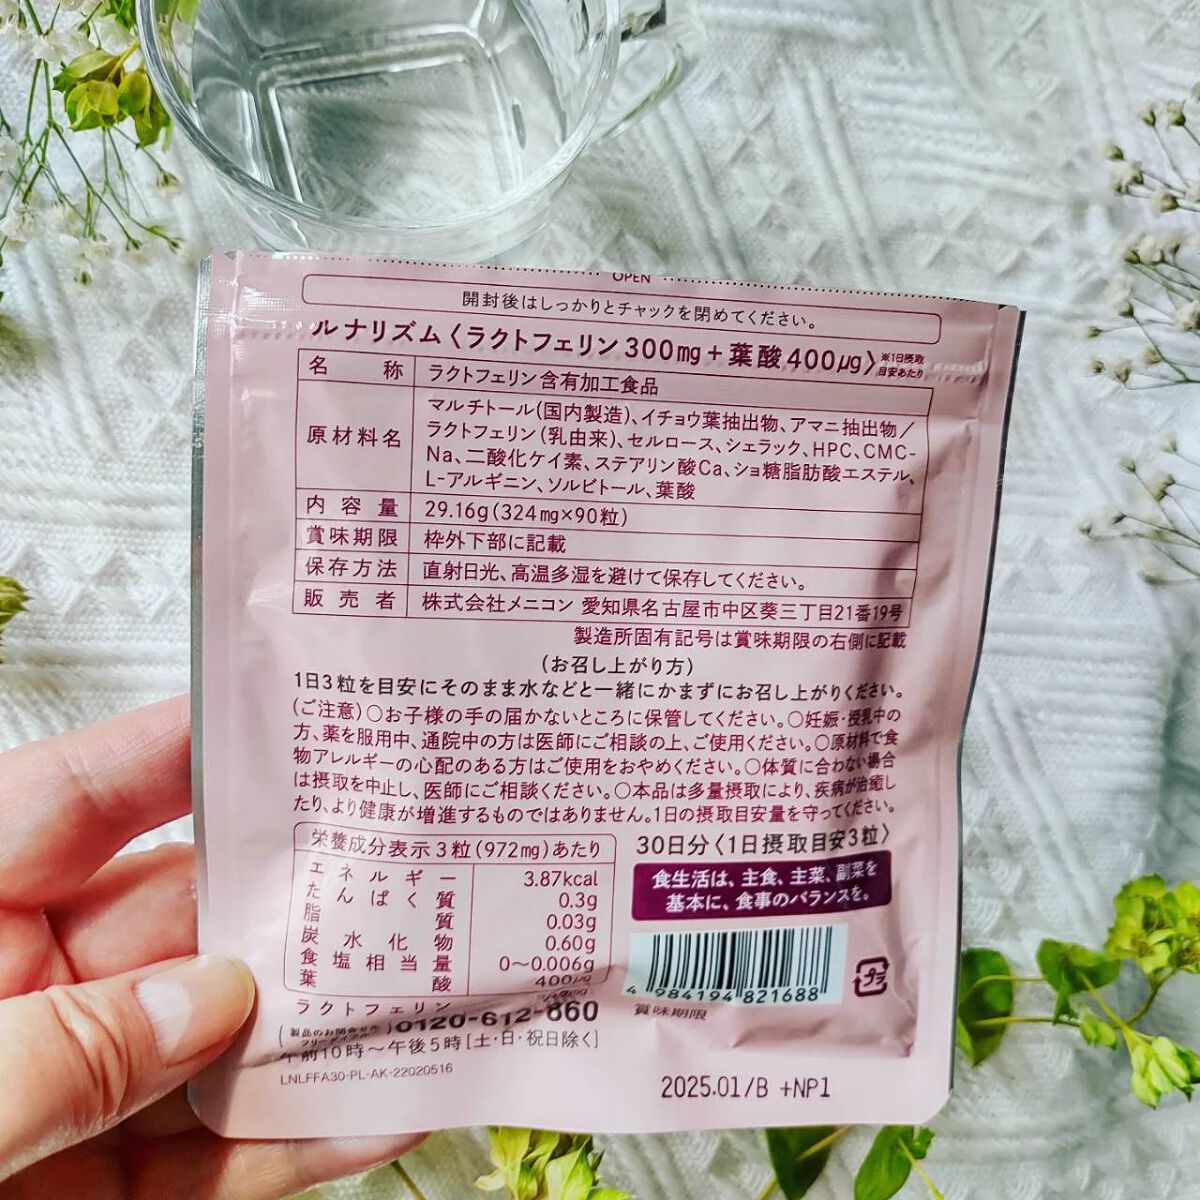 OPEN
開封後はしっかりとチャックを閉めてください。
ルナリズム〈ラクトフェリン300mg+葉酸400μg〉※1日摂取目安あたり
名称 ラクトフェリン含有加工食品
原材料名 マルチトール(国内製造)、イチョウ葉抽出物、アマニ抽出物/
ラクトフェリン(乳由来)、セルロース、シェラック、HPC、CMC-
Na、二酸化ケイ素、ステアリン酸Ca、ショ糖脂肪酸エステル、
L-アルギニン、ソルビトール、葉酸
内容量 29.16g(324mg×90粒)
賞味期限 枠外下部に記載
保存方法 直射日光、高温多湿を避けて保存してください。
販売者 株式会社メニコン 愛知県名古屋市中区葵三丁目21番19号
製造所固有記号は賞味期限の右側に記載
(お召し上がり方)
1日3粒を目安にそのまま水などと一緒にかまずにお召し上がりください。
(ご注意)○お子様の手の届かないところに保管してください。○妊娠・授乳中の
方、薬を服用中、通院中の方は医師にご相談の上、ご使用ください。○原材料で食
物アレルギーの心配のある方はご使用をおやめください。○体質に合わない場合
は摂取を中止し、医師にご相談ください。○本品は多量摂取により、疾病が治癒し
たり、より健康が増進するものではありません。1日の摂取目安量を守ってください。
栄養成分表示3粒(972mg)あたり
エネルギー 3.87kcal
たんぱく質 0.3g
脂質 0.03g
炭水化物 0.60g
食塩相当量 0〜0.006g
葉酸 400μg
ラクトフェリン
(製品のお問合せ先 フリーダイヤル)0120-612-860
午前10時〜午後5時[土・日・祝日除く]
LNLFFA30-PL-AK-22020516
30日分〈1日摂取目安3粒〉
食生活は、主食、主菜、副菜を
基本に、食事のバランスを。
4 984194 821688
プラ
賞味期限
2025.01/B +NP1